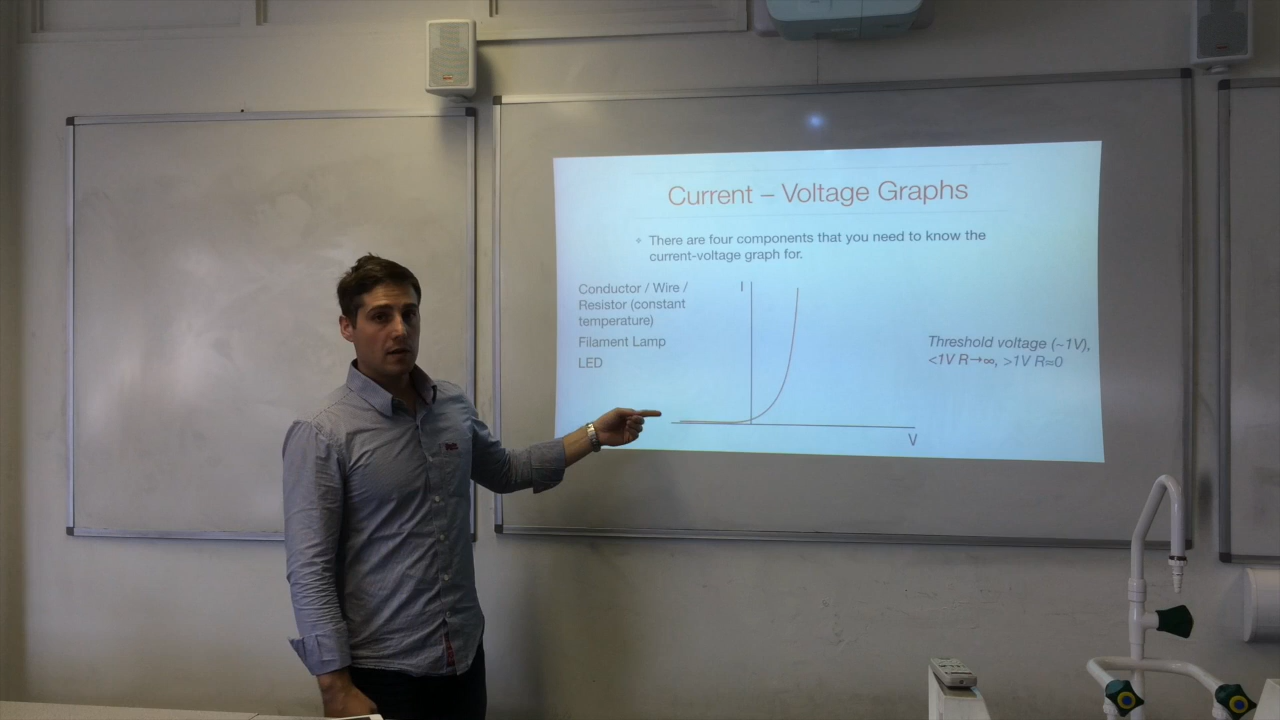 Current – Voltage Graphs
There are four components that you need to know the
current-voltage graph for.
Conductor / Wire /
Resistor (constant
temperature)
Filament Lamp
LED
I
V
Threshold voltage (~1V),
<1V R→∞, >1V R=0